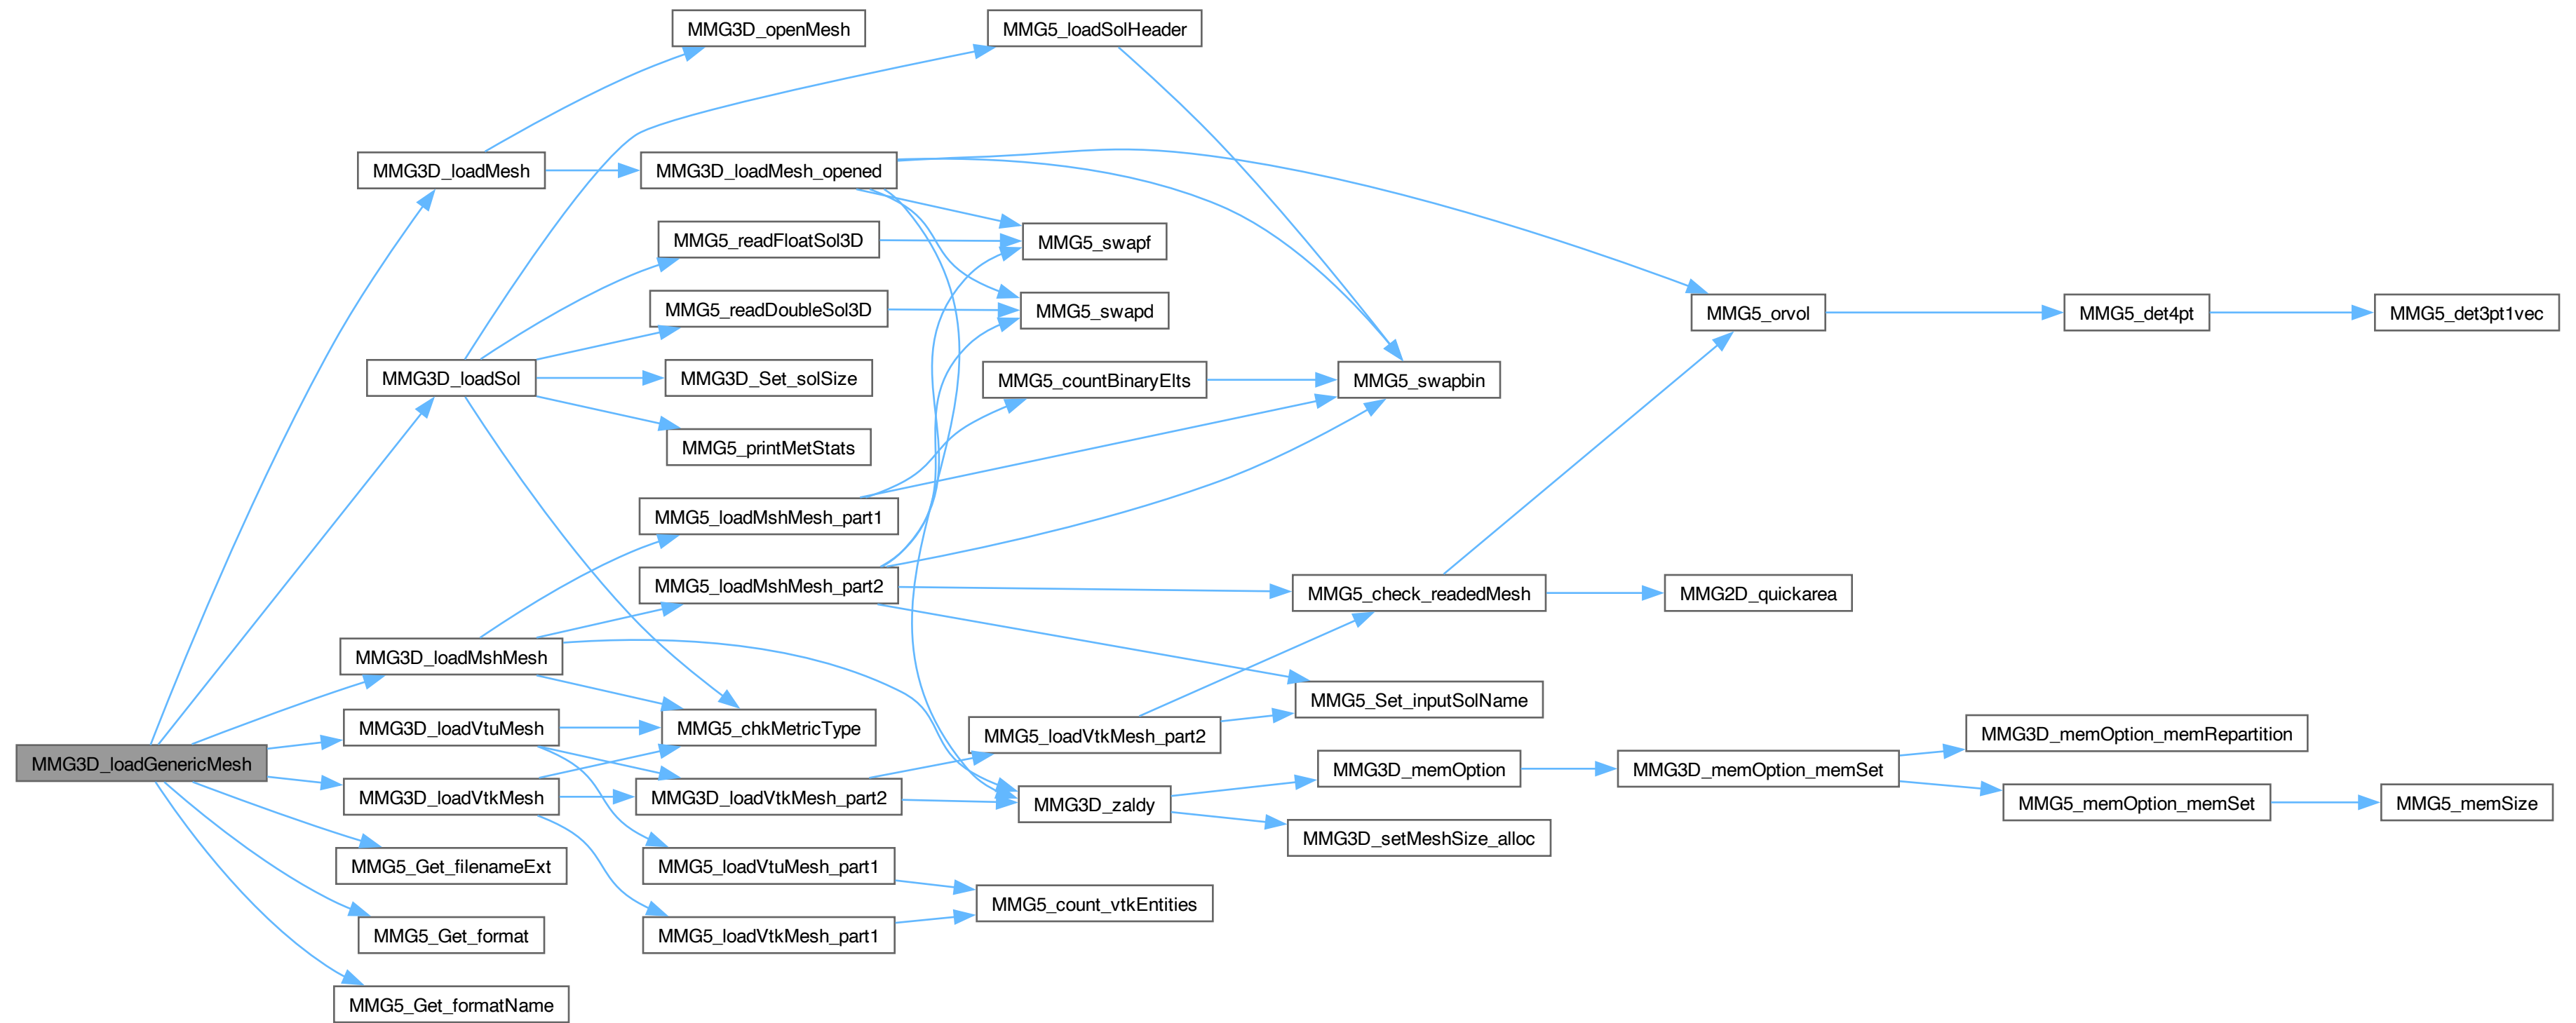 MMG3D_openMesh
MMG5_loadSolHeader
MMG3D_loadMesh
MMG3D_loadMesh_opened
MMG5_readFloatSol3D
MMG5_swapf
MMG5_readDoubleSol3D
MMG5_swapd
MMG5_orvol
MMG5_det4pt
MMG5_det3pt1vec
MMG3D_loadSol
MMG3D_Set_solSize
MMG5_countBinaryElts
MMG5_swapbin
MMG5_printMetStats
MMG5_loadMshMesh_part1
MMG5_loadMshMesh_part2
MMG5_check_readedMesh
MMG2D_quickarea
MMG3D_loadMshMesh
MMG5_Set_inputSolName
MMG3D_loadVtuMesh
MMG5_chkMetricType
MMG5_loadVtkMesh_part2
MMG3D_memOption_memRepartition
MMG3D_loadGenericMesh
MMG3D_memOption
MMG3D_memOption_memSet
MMG3D_loadVtkMesh
MMG3D_loadVtkMesh_part2
MMG3D_zaldy
MMG5_memOption_memSet
MMG5_memSize
MMG3D_setMeshSize_alloc
MMG5_Get_filenameExt
MMG5_loadVtuMesh_part1
MMG5_count_vtkEntities
MMG5_Get_format
MMG5_loadVtkMesh_part1
MMG5_Get_formatName